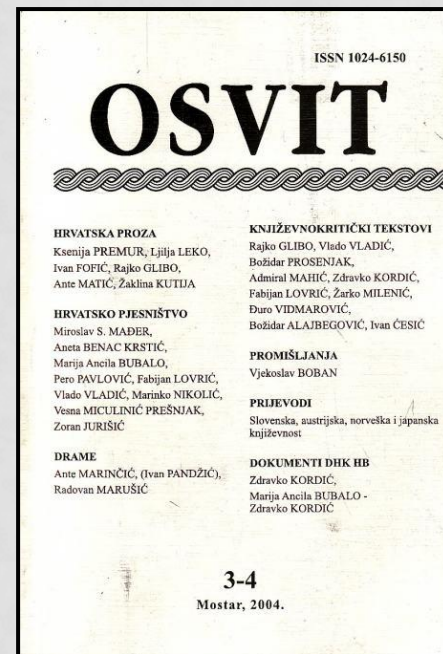 ISSN 1024-6150
OSVIT
HRVATSKA PROZA
Ksenija PREMUR, Ljilja LEKO,
Ivan FOFIĆ, Rajko GLIBO,
Ante MATIĆ, Žaklina KUTIJA
HRVATSKO PJESNIŠTVO
Miroslav S. MAĐER,
Aneta BENAC KRSTIĆ,
Marija Ancila BUBALO,
Pero PAVLOVIĆ, Fabijan LOVRIĆ,
Vlado VLADIĆ, Marinko NIKOLIĆ,
Vesna MICULINIĆ PREŠNJAK,
Zoran JURIŠIĆ
DRAME
Ante MARINČIĆ, (Ivan PANDŽIĆ),
Radovan MARUŠIĆ
KNJIŽEVNOKRITIČKI TEKSTOVI
Rajko GLIBO, Vlado VLADIĆ,
Božidar PROSENJAK,
Admiral MAHIĆ, Zdravko KORDIĆ,
Fabijan LOVRIĆ, Žarko MILENIĆ,
Đuro VIDMAROVIĆ,
Božidar ALAJBEGOVIĆ, Ivan ČESIĆ
PROMIŠLJANJA
Vjekoslav BOBAN
PRIJEVODI
Slovenska, austrijska, norveška i japanska
književnost
DOKUMENTI DHK HB
Zdravko KORDIĆ,
Marija Ancila BUBALO -
Zdravko KORDIĆ
3-4
Mostar, 2004.